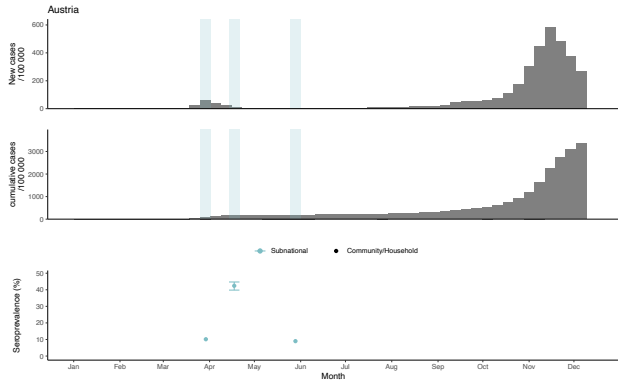 Austria
New cases
/100 000
600
400
200
0
cumulative cases
/100 000
3000
2000
1000
0
Subnational Community/Household
Seroprevalence (%)
50
40
30
20
10
0
Jan Feb Mar Apr May Jun Jul Aug Sep Oct Nov Dec
Month